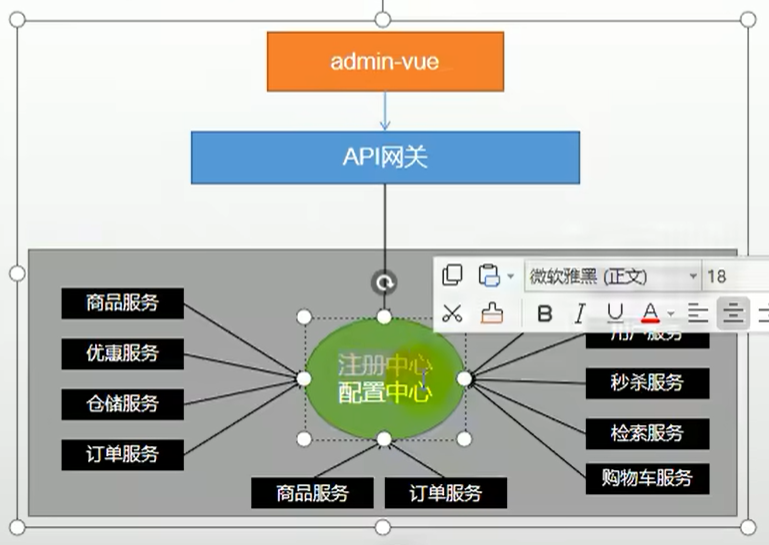 admin-vue
API网关
微软雅黑 (正文)
18
B I U A
商品服务
优惠服务
仓储服务
订单服务
注册中心
配置中心
用户服务
秒杀服务
检索服务
购物车服务
商品服务
订单服务